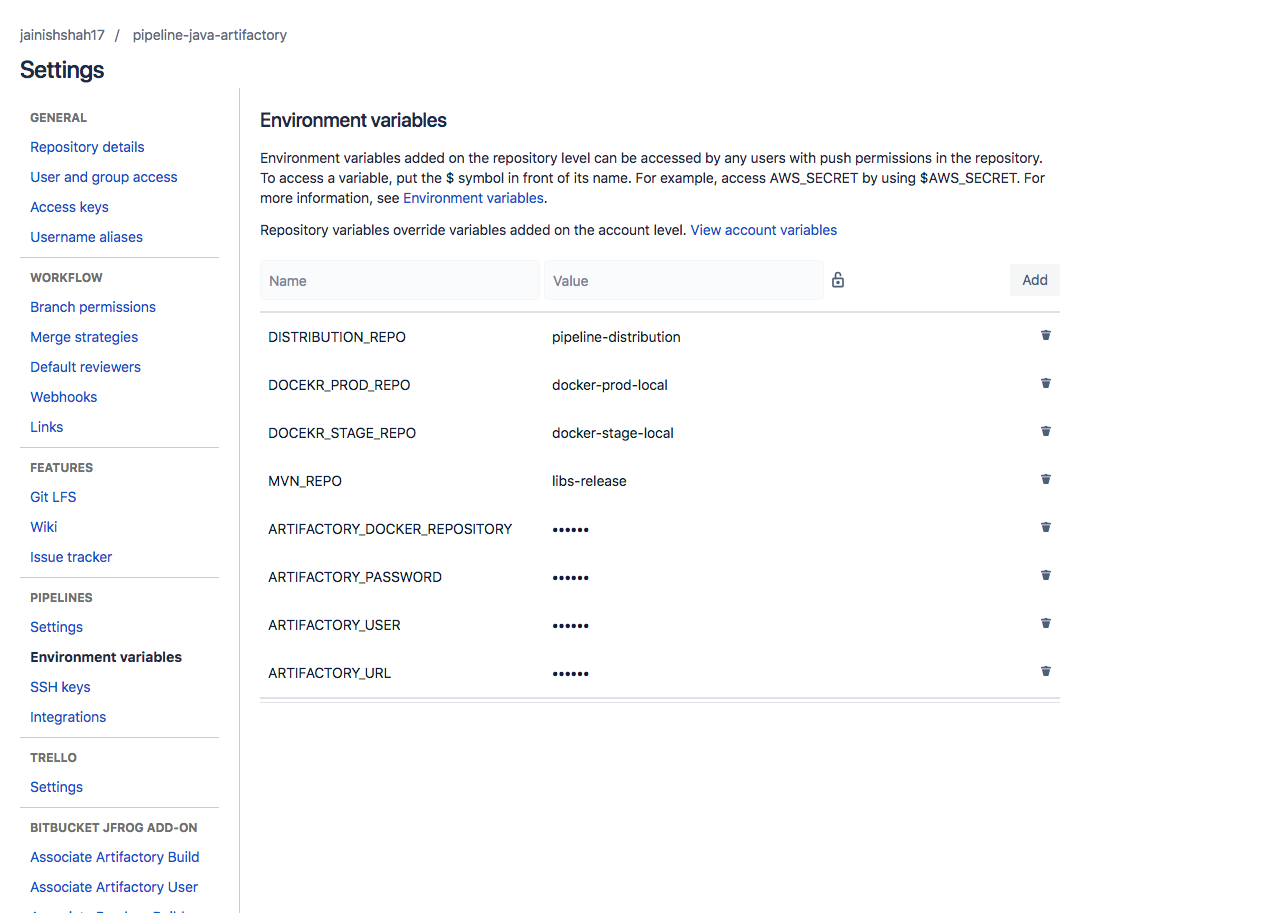 jainishshah17 / pipeline-java-artifactory
Settings
GENERAL
Repository details
User and group access
Access keys
Username aliases
WORKFLOW
Branch permissions
Merge strategies
Default reviewers
Webhooks
Links
FEATURES
Git LFS
Wiki
Issue tracker
PIPELINES
Settings
Environment variables
SSH keys
Integrations
TRELLO
Settings
BITBUCKET JFROG ADD-ON
Associate Artifactory Build
Associate Artifactory User
Environment variables
Environment variables added on the repository level can be accessed by any users with push permissions in the repository.
To access a variable, put the $ symbol in front of its name. For example, access AWS_SECRET by using $AWS_SECRET. For
more information, see Environment variables.
Repository variables override variables added on the account level. View account variables
Name Value Add
DISTRIBUTION_REPO pipeline-distribution
DOCEKR_PROD_REPO docker-prod-local
DOCEKR_STAGE_REPO docker-stage-local
MVN_REPO libs-release
ARTIFACTORY_DOCKER_REPOSITORY ••••••
ARTIFACTORY_PASSWORD ••••••
ARTIFACTORY_USER ••••••
ARTIFACTORY_URL ••••••